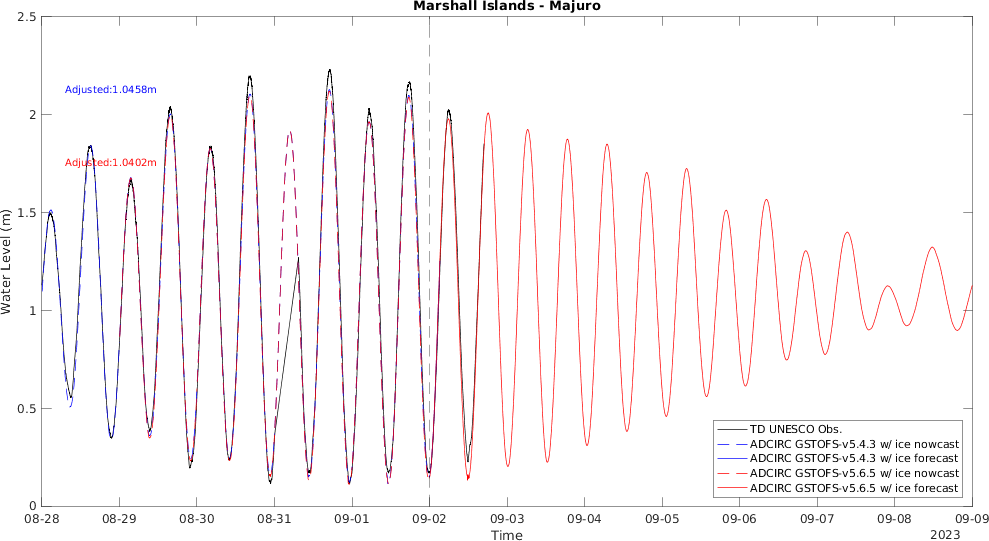 Marshall Islands - Majuro
2.5
2
1.5
1
0.5
0
Water Level (m)
Adjusted:1.0458m
Adjusted:1.0402m
TD UNESCO Obs.
ADCIRC GSTOFS-v5.4.3 w/ ice nowcast
ADCIRC GSTOFS-v5.4.3 w/ ice forecast
ADCIRC GSTOFS-v5.6.5 w/ ice nowcast
ADCIRC GSTOFS-v5.6.5 w/ ice forecast
08-28 08-29 08-30 08-31 09-01 09-02 09-03 09-04 09-05 09-06 09-07 09-08 09-09
Time 2023